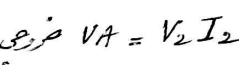 خروجی VA = V₂ I₂